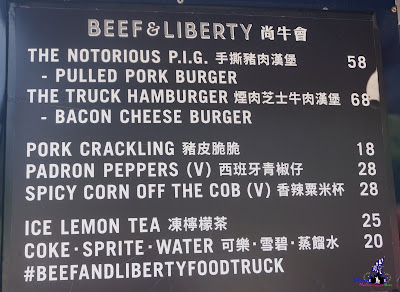 BEEF&LIBERTY 尚牛會
THE NOTORIOUS P.I.G. 手撕豬肉漢堡 58
- PULLED PORK BURGER
THE TRUCK HAMBURGER 煙肉芝士牛肉漢堡 68
- BACON CHEESE BURGER
PORK CRACKLING 豬皮脆脆 18
PADRON PEPPERS (V) 西班牙青椒仔 28
SPICY CORN OFF THE COB (V) 香辣粟米杯 28
ICE LEMON TEA 凍檸檬茶 25
COKE·SPRITE·WATER 可樂·雪碧·蒸餾水 20
#BEEFANDLIBERTYFOODTRUCK